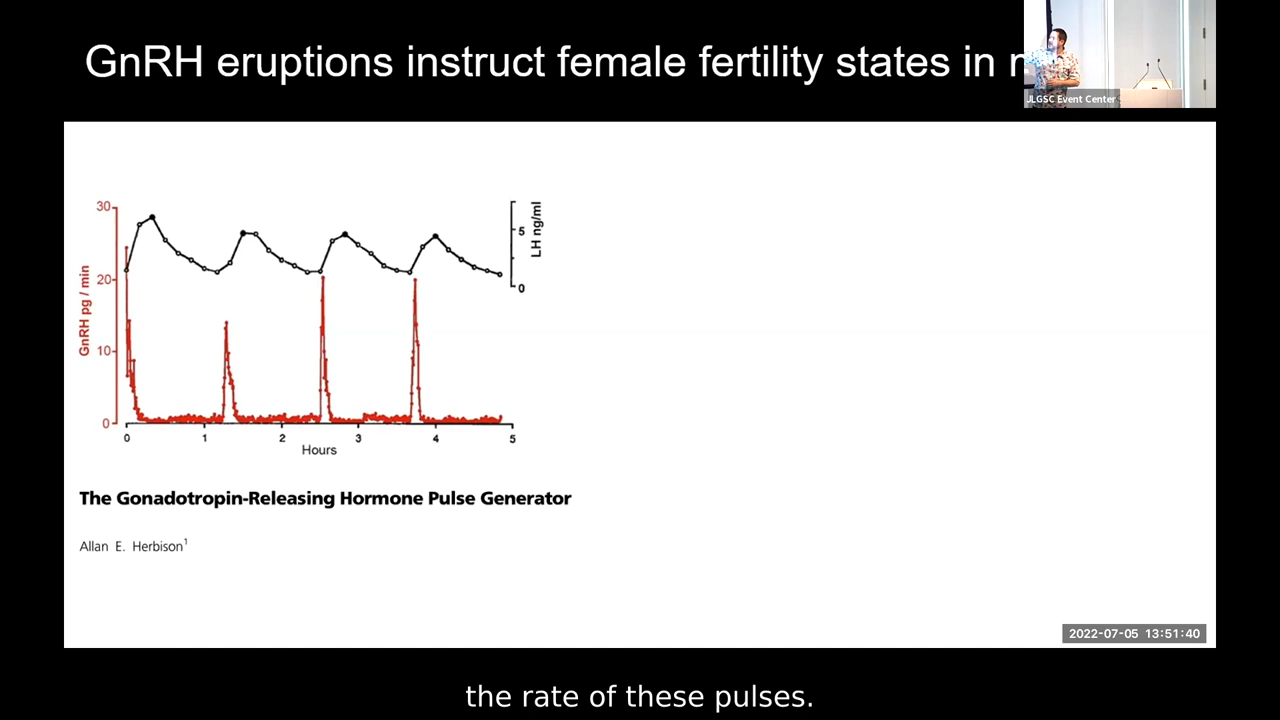 GnRH eruptions instruct female fertility states in
JLGSC Event Center
30
20
10
0
GnRH pg / min
5
0
LH ng/ml
0 1 2 3 4 5
Hours
The Gonadotropin-Releasing Hormone Pulse Generator
Allan E. Herbison1
2022-07-05 13:51:40
the rate of these pulses.